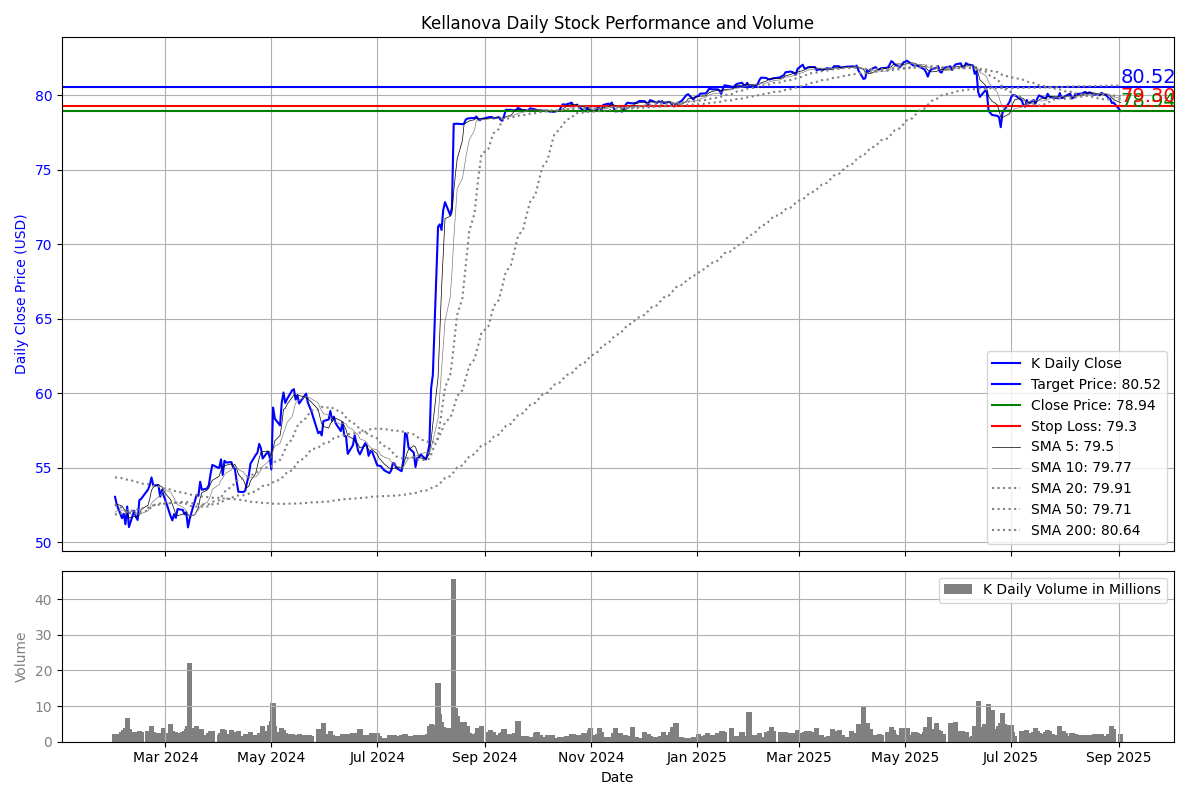 Kellanova Daily Stock Performance and Volume
Daily Close Price (USD)
80
75
70
65
60
55
50
80.52
79.30
78.94
K Daily Close
Target Price: 80.52
Close Price: 78.94
Stop Loss: 79.3
SMA 5: 79.5
SMA 10: 79.77
SMA 20: 79.91
SMA 50: 79.71
SMA 200: 80.64
Volume
40
30
20
10
0
K Daily Volume in Millions
Mar 2024 May 2024 Jul 2024 Sep 2024 Nov 2024 Jan 2025 Mar 2025 May 2025 Jul 2025 Sep 2025
Date